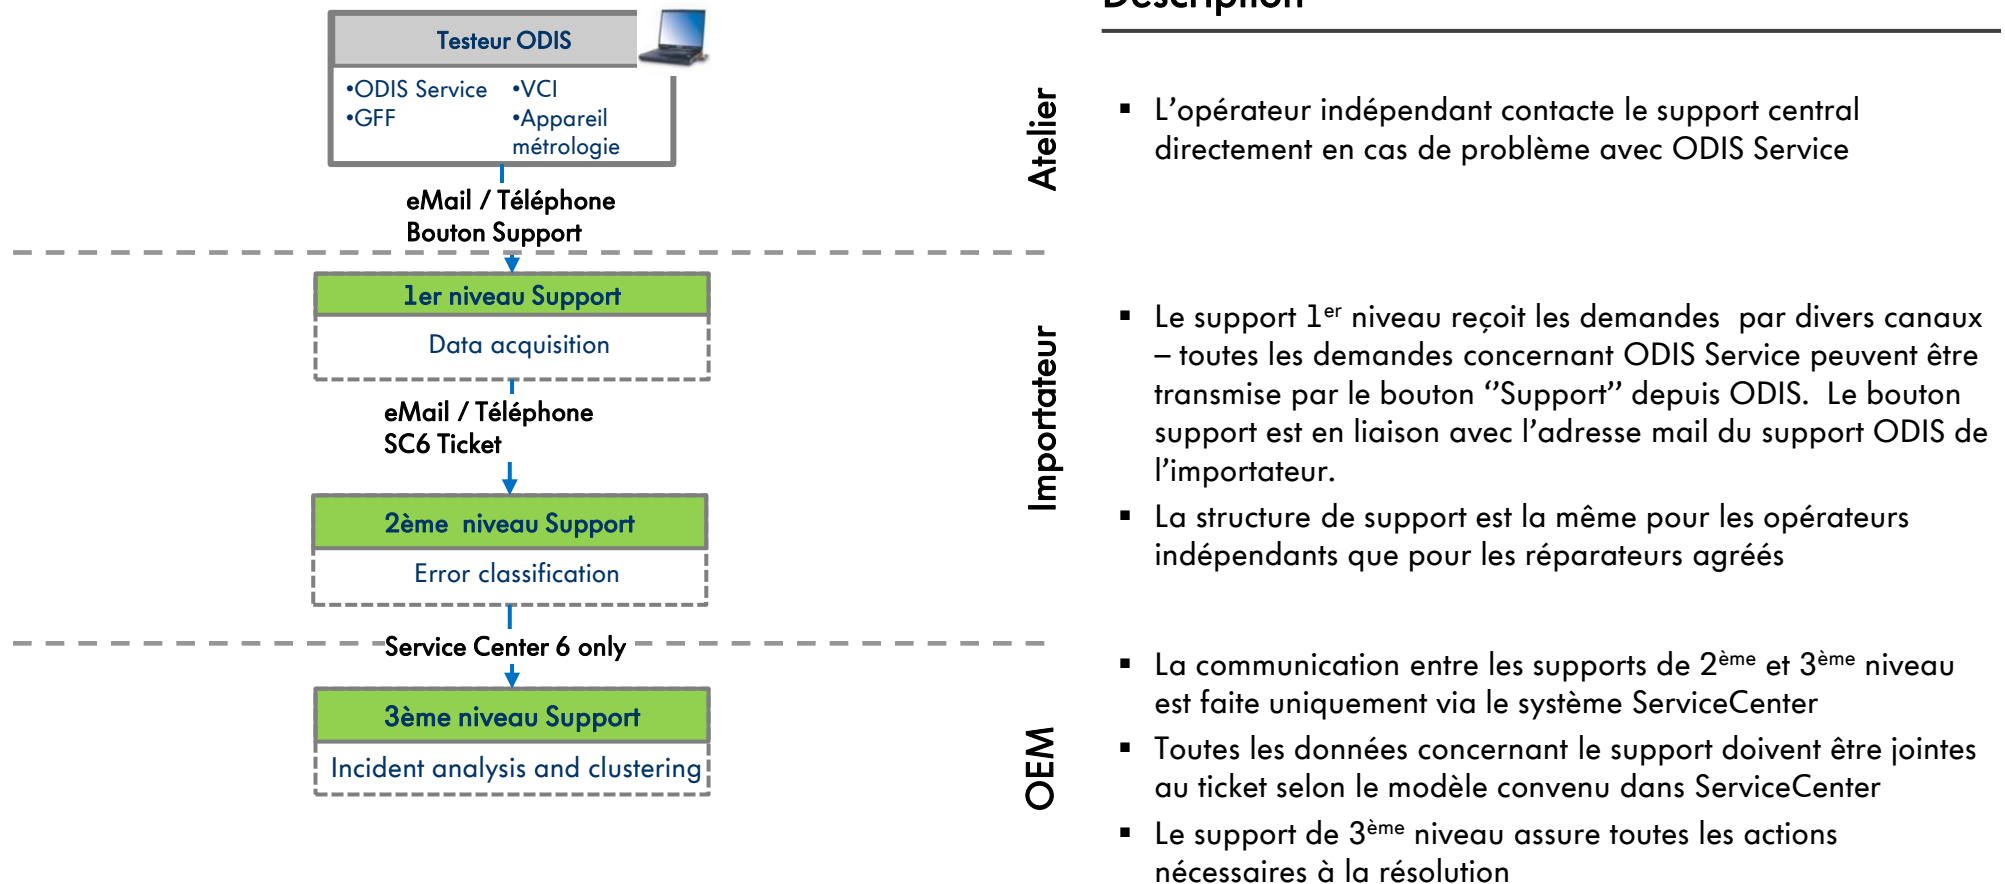 Description
Testeur ODIS
•ODIS Service
•GFF
•VCI
•Appareil
métrologie
eMail / Téléphone
Bouton Support
1er niveau Support
Data acquisition
eMail / Téléphone
SC6 Ticket
2ème niveau Support
Error classification
Service Center 6 only
3ème niveau Support
Incident analysis and clustering
Atelier
▪ L’opérateur indépendant contacte le support central
directement en cas de problème avec ODIS Service
Importateur
▪ Le support 1er niveau reçoit les demandes par divers canaux
– toutes les demandes concernant ODIS Service peuvent être
transmise par le bouton ‘’Support’’ depuis ODIS. Le bouton
support est en liaison avec l’adresse mail du support ODIS de
l’importateur.
▪ La structure de support est la même pour les opérateurs
indépendants que pour les réparateurs agréés
OEM
▪ La communication entre les supports de 2ème et 3ème niveau
est faite uniquement via le système ServiceCenter
▪ Toutes les données concernant le support doivent être jointes
au ticket selon le modèle convenu dans ServiceCenter
▪ Le support de 3ème niveau assure toutes les actions
nécessaires à la résolution